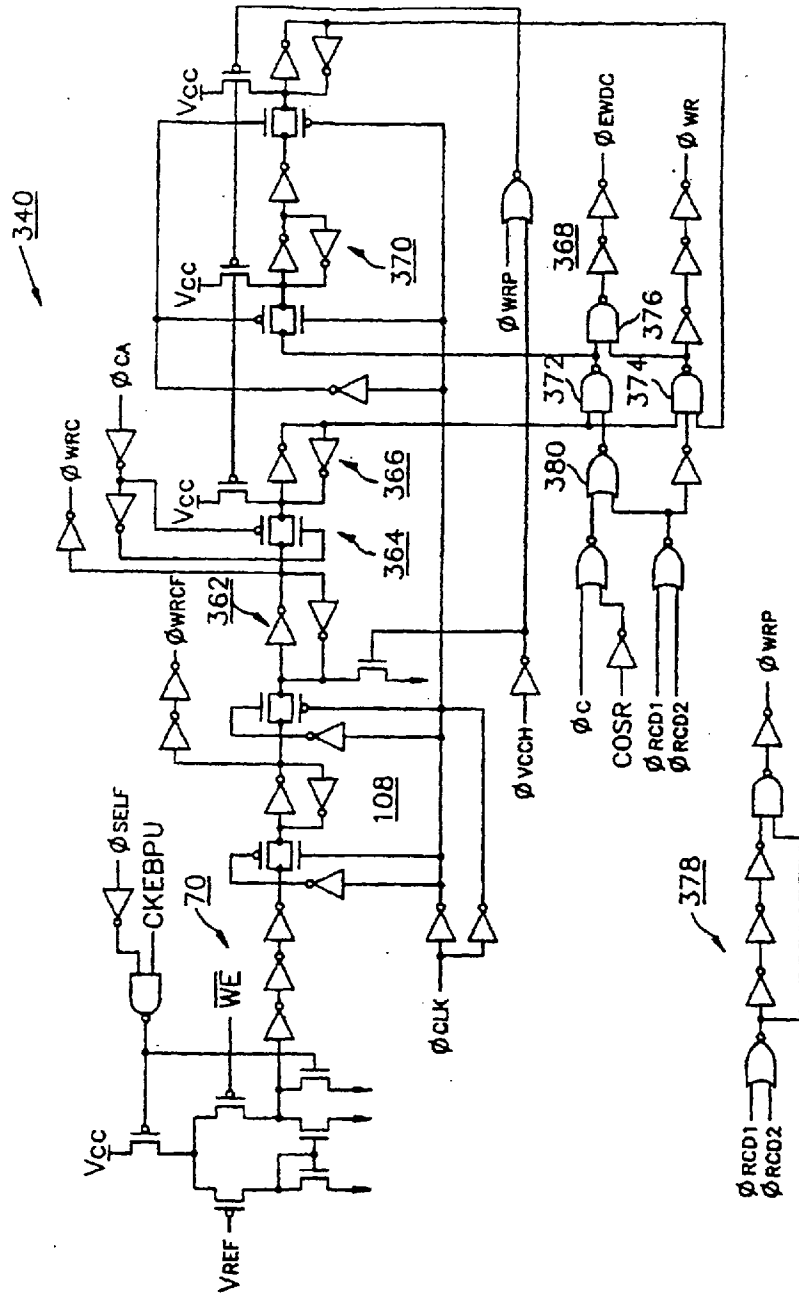 340
Vcc
Vcc
ØCA
ØWRC
Vcc
370
ØWRCF
362
366
364
ØSELF
CKEBPU
70
WE
Vcc
VREF
108
ØCLK
ØVCCH
ØWRP
368
ØEWDC
376
372
380
374
ØWR
ØC
COSR
ØRCD1
ØRCD2
378
ØWRP
ØRCD1
ØRCD2